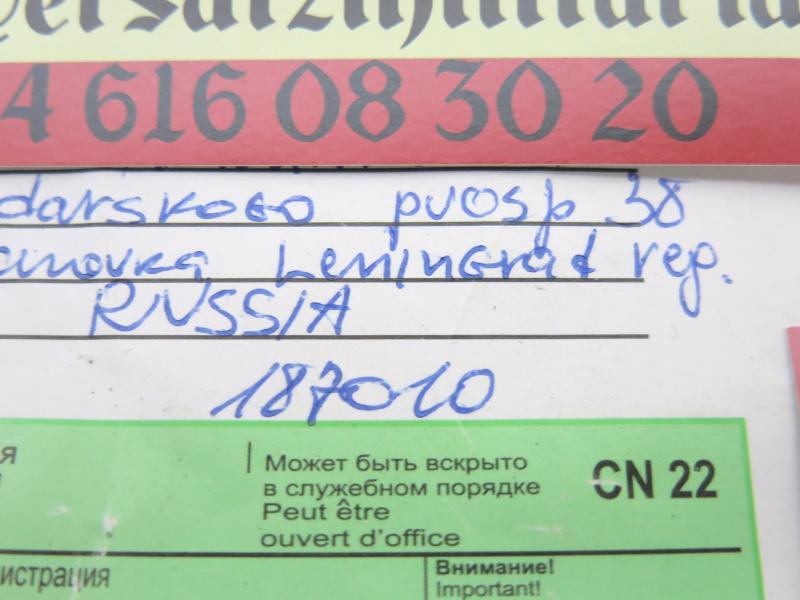 ersatzmilitaria
4 616 08 30 20
darskogo prosp 38
anovka Leningrad reg.
RUSSIA
187010
я
Может быть вскрыто
в служебном порядке
Peut être
ouvert d'office
CN 22
истрация
Внимание!
Important!